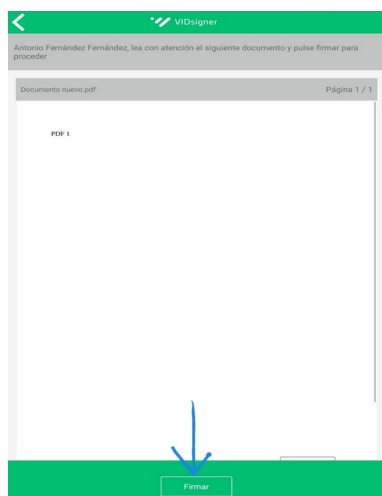 VIDsigner
Antonio Fernández Fernández, lea con atención el siguiente documento y pulse firmar para
proceder
Documento nuevo.pdf Página 1 / 1
PDF 1
Firmar